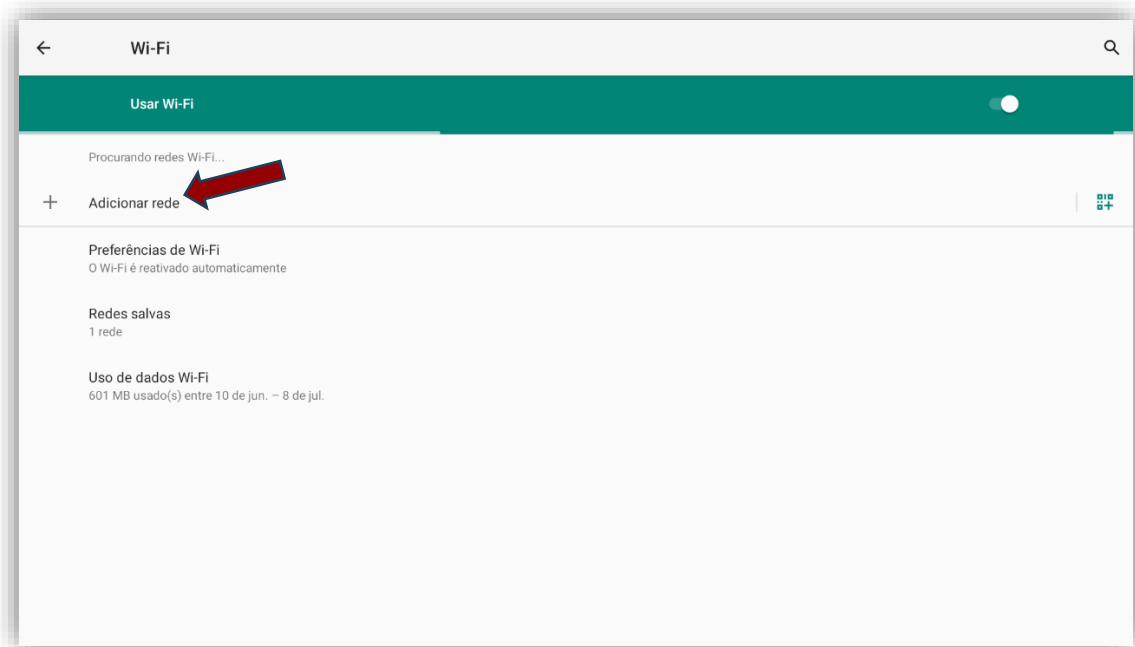 Wi-Fi
Usar Wi-Fi
Procurando redes Wi-Fi...
Adicionar rede
Preferências de Wi-Fi
O Wi-Fi é reativado automaticamente
Redes salvas
1 rede
Uso de dados Wi-Fi
601 MB usado(s) entre 10 de jun. – 8 de jul.